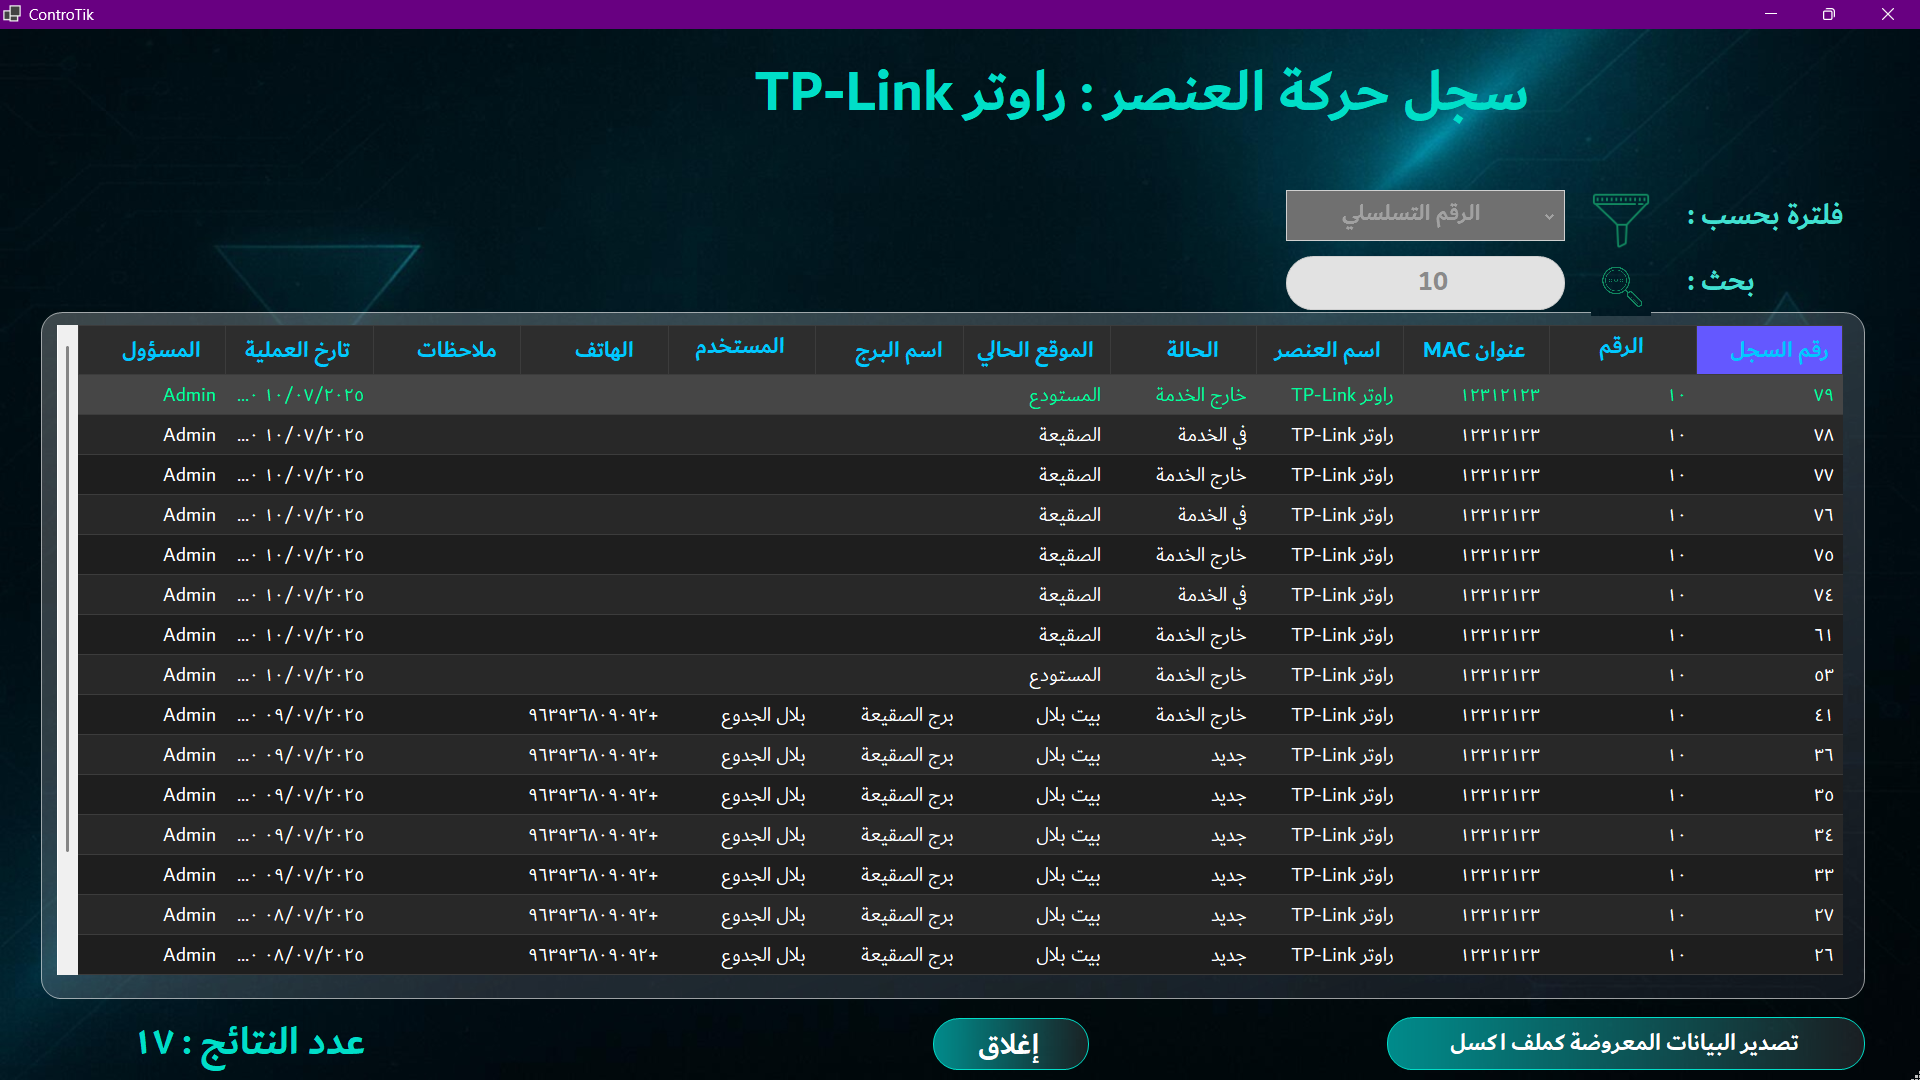 ControTik
سجل حركة العنصر : راوتر TP-Link
فلترة بحسب :
الرقم التسلسلي
بحث :
10
رقم السجل الرقم عنوان MAC اسم العنصر الحالة الموقع الحالي اسم البرج المستخدم الهاتف ملاحظات تارخ العملية المسؤول
٧٩ ١٠ ١٢٣١٢١٢٣ راوتر TP-Link خارج الخدمة المستودع ١٠/٠٧/٢٠٢٥ ٠... Admin
٧٨ ١٠ ١٢٣١٢١٢٣ راوتر TP-Link في الخدمة الصقيعة ١٠/٠٧/٢٠٢٥ ٠... Admin
٧٧ ١٠ ١٢٣١٢١٢٣ راوتر TP-Link خارج الخدمة الصقيعة ١٠/٠٧/٢٠٢٥ ٠... Admin
٧٦ ١٠ ١٢٣١٢١٢٣ راوتر TP-Link في الخدمة الصقيعة ١٠/٠٧/٢٠٢٥ ٠... Admin
٧٥ ١٠ ١٢٣١٢١٢٣ راوتر TP-Link خارج الخدمة الصقيعة ١٠/٠٧/٢٠٢٥ ٠... Admin
٧٤ ١٠ ١٢٣١٢١٢٣ راوتر TP-Link في الخدمة الصقيعة ١٠/٠٧/٢٠٢٥ ٠... Admin
٦١ ١٠ ١٢٣١٢١٢٣ راوتر TP-Link خارج الخدمة الصقيعة ١٠/٠٧/٢٠٢٥ ٠... Admin
٥٣ ١٠ ١٢٣١٢١٢٣ راوتر TP-Link خارج الخدمة المستودع ١٠/٠٧/٢٠٢٥ ٠... Admin
٤١ ١٠ ١٢٣١٢١٢٣ راوتر TP-Link خارج الخدمة بيت بلال برج الصقيعة بلال الجدوع +٩٦٣٩٣٦٨٠٩٠٩٢ ٠٩/٠٧/٢٠٢٥ ٠... Admin
٣٦ ١٠ ١٢٣١٢١٢٣ راوتر TP-Link جديد بيت بلال برج الصقيعة بلال الجدوع +٩٦٣٩٣٦٨٠٩٠٩٢ ٠٩/٠٧/٢٠٢٥ ٠... Admin
٣٥ ١٠ ١٢٣١٢١٢٣ راوتر TP-Link جديد بيت بلال برج الصقيعة بلال الجدوع +٩٦٣٩٣٦٨٠٩٠٩٢ ٠٩/٠٧/٢٠٢٥ ٠... Admin
٣٤ ١٠ ١٢٣١٢١٢٣ راوتر TP-Link جديد بيت بلال برج الصقيعة بلال الجدوع +٩٦٣٩٣٦٨٠٩٠٩٢ ٠٩/٠٧/٢٠٢٥ ٠... Admin
٣٣ ١٠ ١٢٣١٢١٢٣ راوتر TP-Link جديد بيت بلال برج الصقيعة بلال الجدوع +٩٦٣٩٣٦٨٠٩٠٩٢ ٠٩/٠٧/٢٠٢٥ ٠... Admin
٢٧ ١٠ ١٢٣١٢١٢٣ راوتر TP-Link جديد بيت بلال برج الصقيعة بلال الجدوع +٩٦٣٩٣٦٨٠٩٠٩٢ ٠٨/٠٧/٢٠٢٥ ٠... Admin
٢٦ ١٠ ١٢٣١٢١٢٣ راوتر TP-Link جديد بيت بلال برج الصقيعة بلال الجدوع +٩٦٣٩٣٦٨٠٩٠٩٢ ٠٨/٠٧/٢٠٢٥ ٠... Admin
تصدير البيانات المعروضة كملف اكسل
إغلاق
عدد النتائج : ١٧